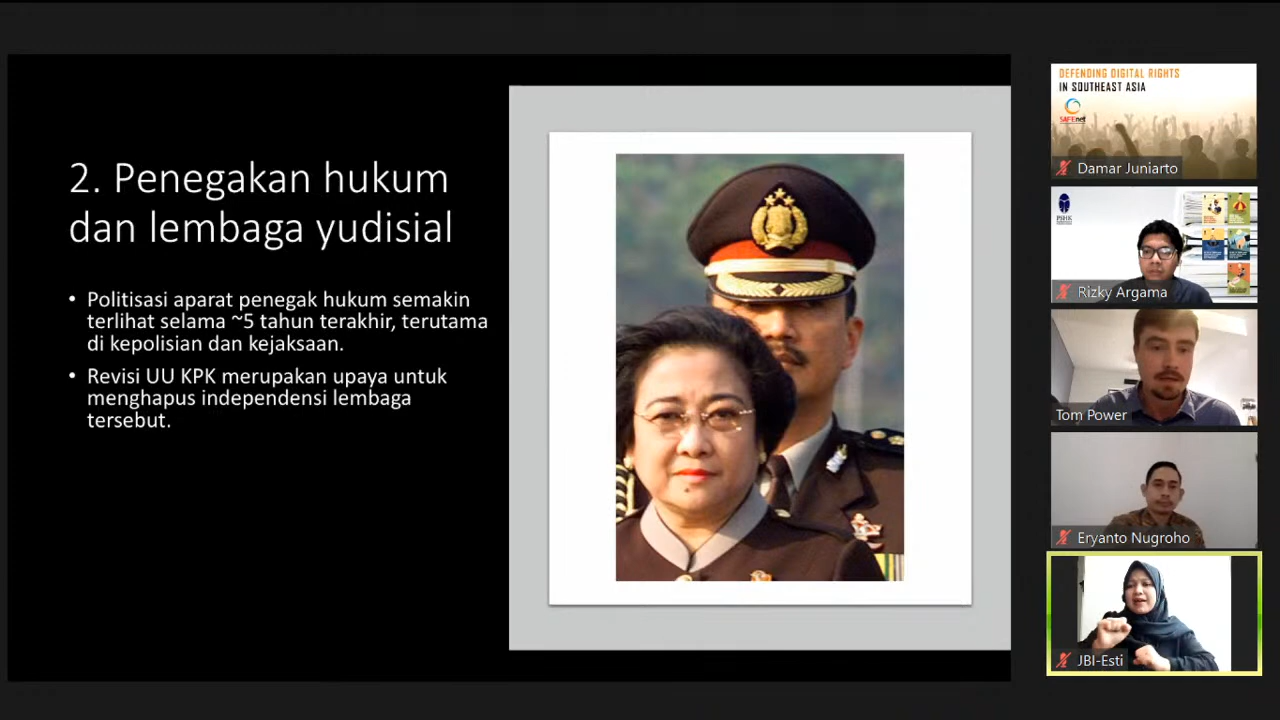 2. Penegakan hukum
dan lembaga yudisial
• Politisasi aparat penegak hukum semakin
terlihat selama ~5 tahun terakhir, terutama
di kepolisian dan kejaksaan.
• Revisi UU KPK merupakan upaya untuk
menghapus independensi lembaga
tersebut.
DEFENDING DIGITAL RIGHTS
IN SOUTHEAST ASIA
SAFEnet
Damar Juniarto
PSHK
Rizky Argama
Tom Power
Eryanto Nugroho
JBI-Esti